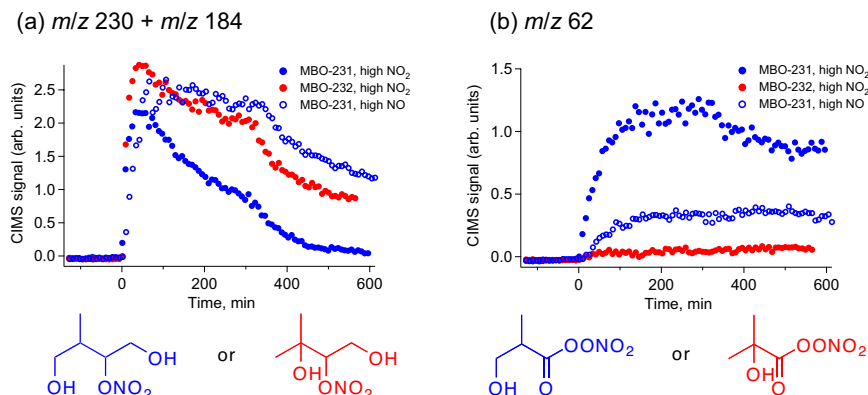 (a) m/z 230 + m/z 184
MBO-231, high NO₂
MBO-232, high NO₂
MBO-231, high NO
CIMS signal (arb. units)
2.5
2.0
1.5
1.0
0.5
0.0
0
200
400
600
Time, min
OH
OH
ONO₂
or
OH
OH
ONO₂
(b) m/z 62
MBO-231, high NO₂
MBO-232, high NO₂
MBO-231, high NO
CIMS signal (arb. units)
1.5
1.0
0.5
0.0
0
200
400
600
Time, min
OONO₂
OH
O
or
OONO₂
OH
O